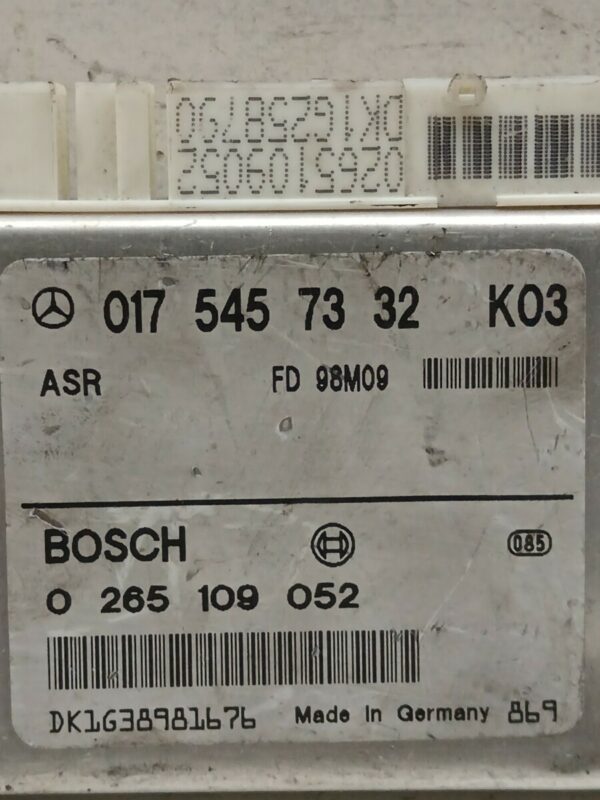 0265109052
017 545 73 32 K03
ASR FD 98M09
BOSCH 085
0 265 109 052
DK1G38981676 Made in Germany 869